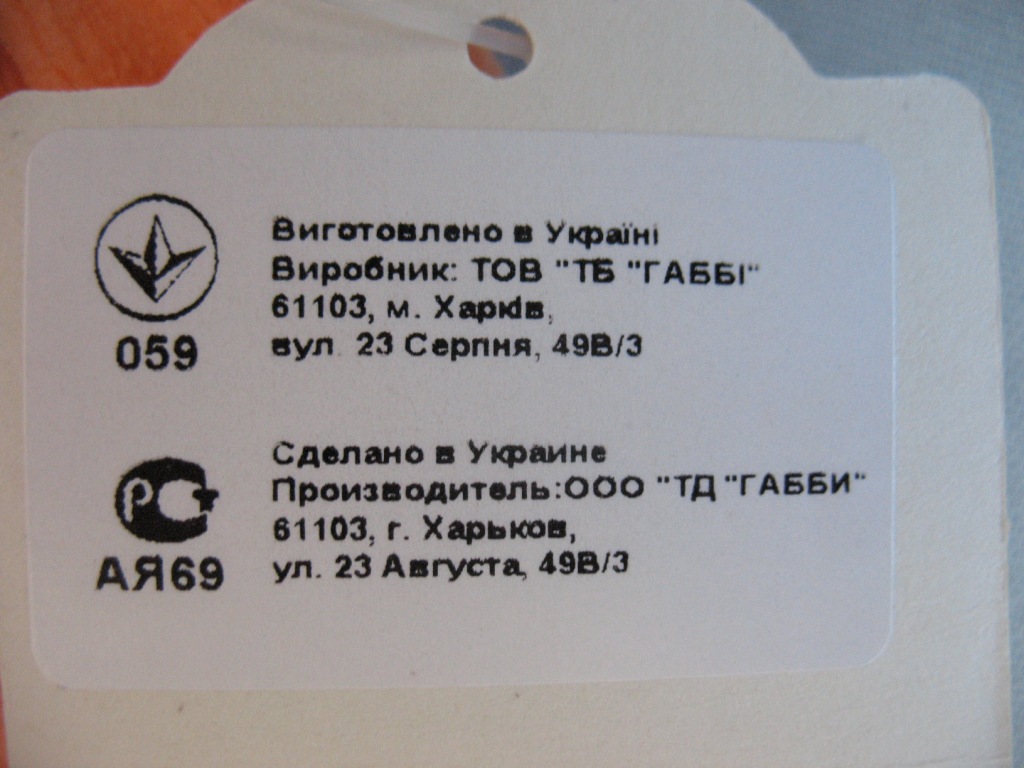 Виготовлено в Україні
Виробник: ТОВ "ТБ "ГАББІ"
61103, м. Харків,
вул. 23 Серпня, 49В/3
059
Сделано в Украине
Производитель:ООО "ТД "ГАББИ"
61103, г. Харьков,
ул. 23 Августа, 49В/3
РСТ
АЯ69